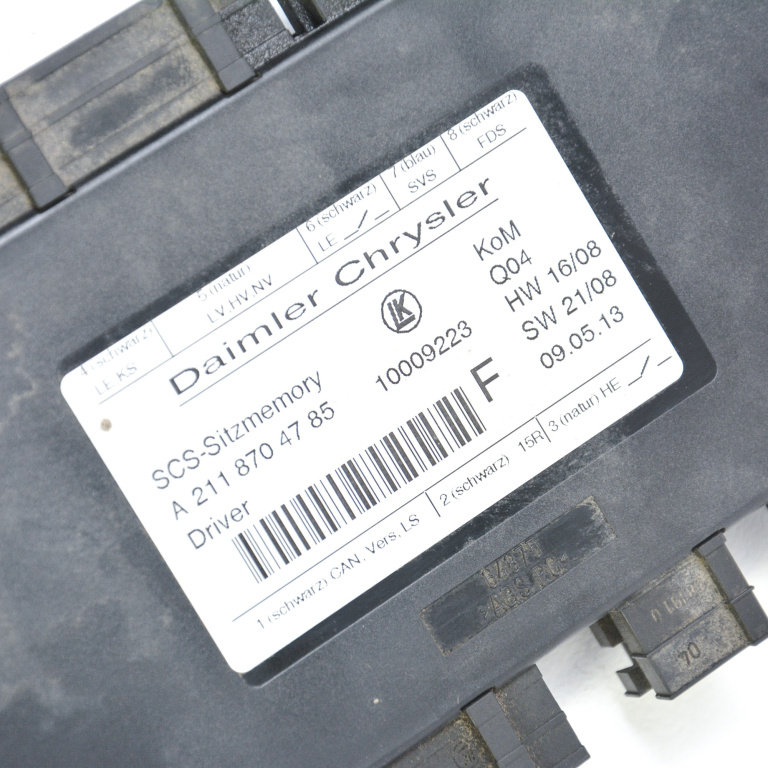 4 (schwarz)
LE KS
5 (natur)
LV, HV, NV
6 (schwarz)
LE
7 (blau)
SVS
8 (schwarz)
FDS
Daimler Chrysler
SCS-Sitzmemory
A 211 870 47 85
Driver
LK
10009223
F
KoM
Q04
HW 16/08
SW 21/08
09.05.13
1 (schwarz) CAN, Vers. LS
2 (schwarz) 15R
3 (natur) HE
40